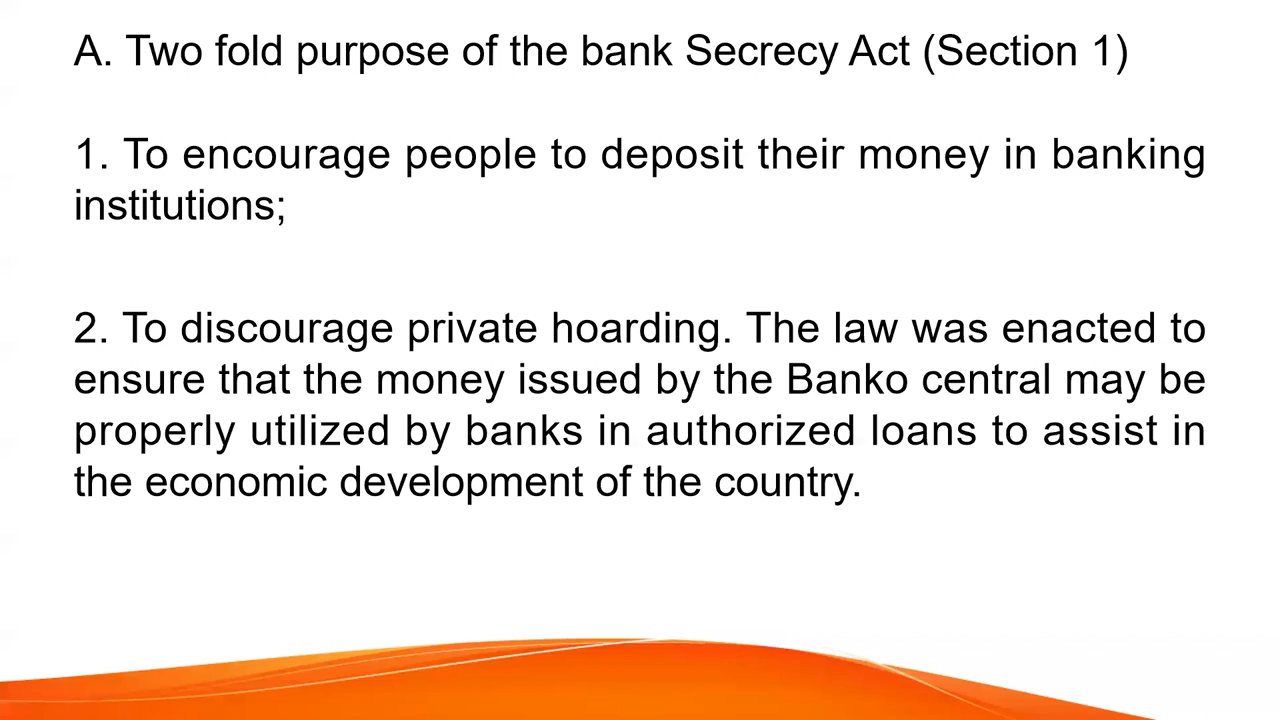 A. Two fold purpose of the bank Secrecy Act (Section 1)
1. To encourage people to deposit their money in banking
institutions;
2. To discourage private hoarding. The law was enacted to
ensure that the money issued by the Banko central may be
properly utilized by banks in authorized loans to assist in
the economic development of the country.